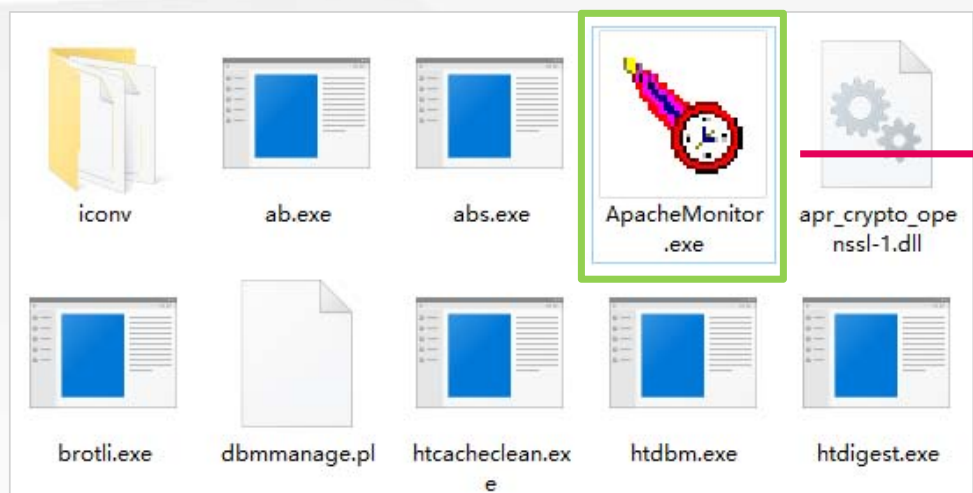 iconv
ab.exe
abs.exe
ApacheMonitor
.exe
apr_crypto_ope
nssl-1.dll
brotli.exe
dbmmanage.pl
htcacheclean.ex
e
htdbm.exe
htdigest.exe